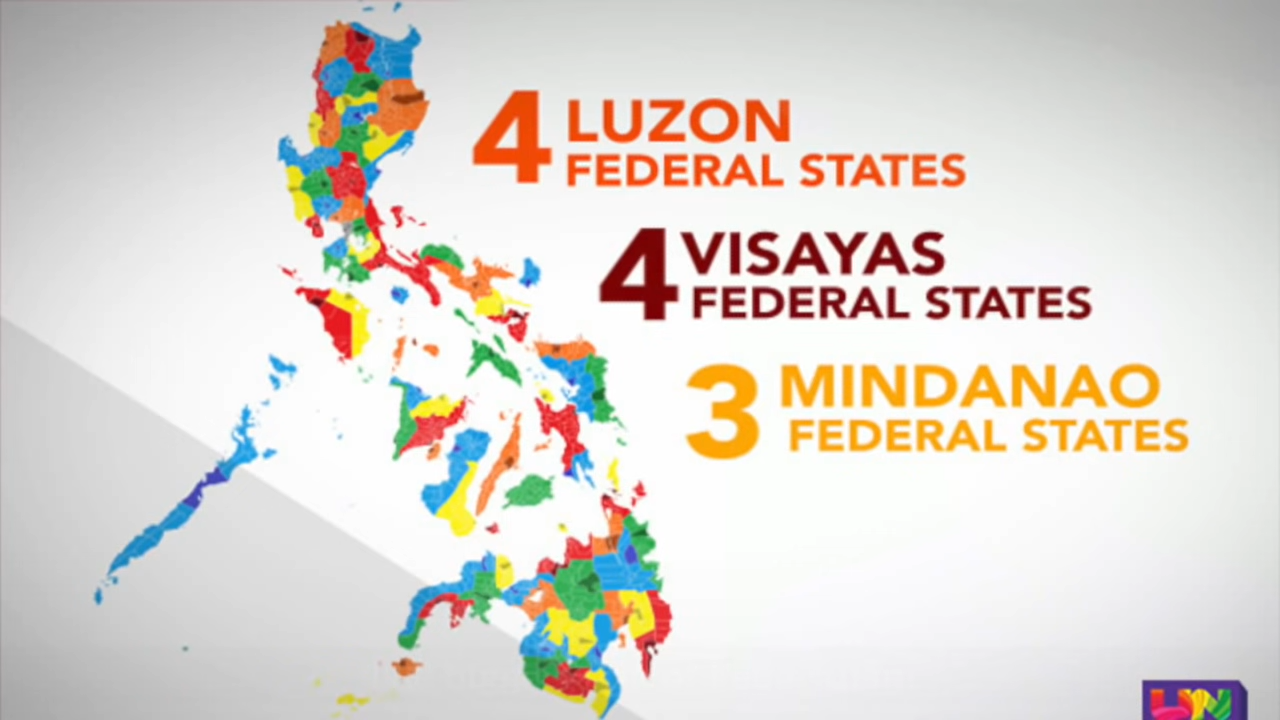 4 LUZON
FEDERAL STATES
4 VISAYAS
FEDERAL STATES
3 MINDANAO
FEDERAL STATES